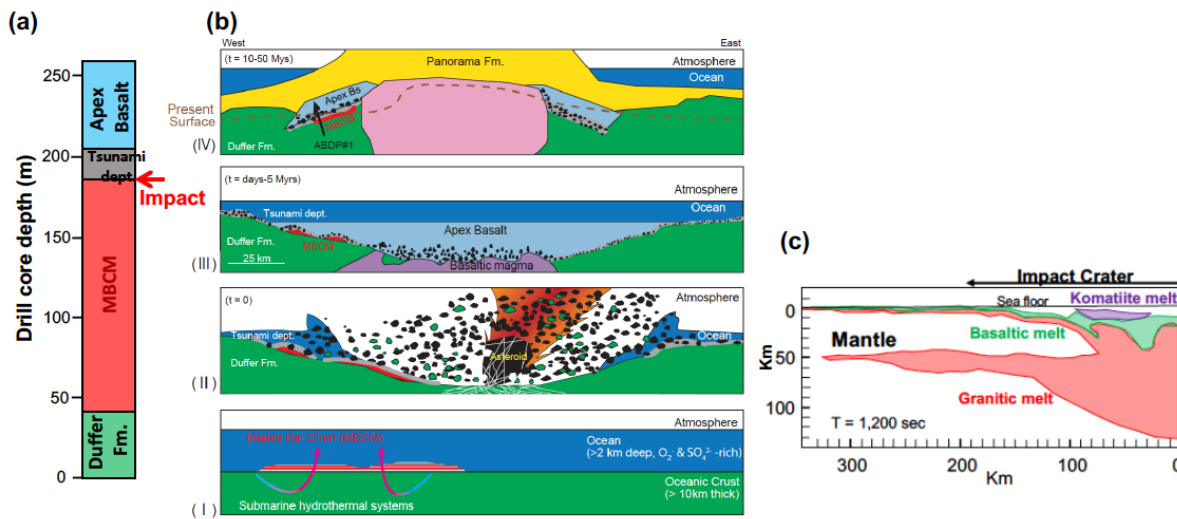 (a)
250
200
150
100
50
0
Drill core depth (m)
Apex
Basalt
Tsunami
dept.
Impact
MBCM
Duffer
Fm.
(b)
West
East
(t = 10-50 Mys)
Panorama Fm.
Atmosphere
Ocean
Apex Bs
Present
Surface
MBCM
Duffer Fm.
ABDP#1
(IV)
(t = days-5 Myrs)
Atmosphere
Tsunami dept.
Ocean
Duffer Fm.
MBCM
Apex Basalt
25 km
Basaltic magma
(III)
(t = 0)
Atmosphere
Tsunami dept.
Ocean
Duffer Fm.
Asteroid
(II)
Atmosphere
Marble Bar Chert (MBCM)
Ocean
(>2 km deep, O₂⁻ & SO₄²⁻ -rich)
Oceanic Crust
(> 10km thick)
Submarine hydrothermal systems
(I)
(c)
Impact Crater
Sea floor
Komatiite melt
Basaltic melt
Mantle
Granitic melt
T = 1,200 sec
0
50
100
Km
300
200
100
0
Km